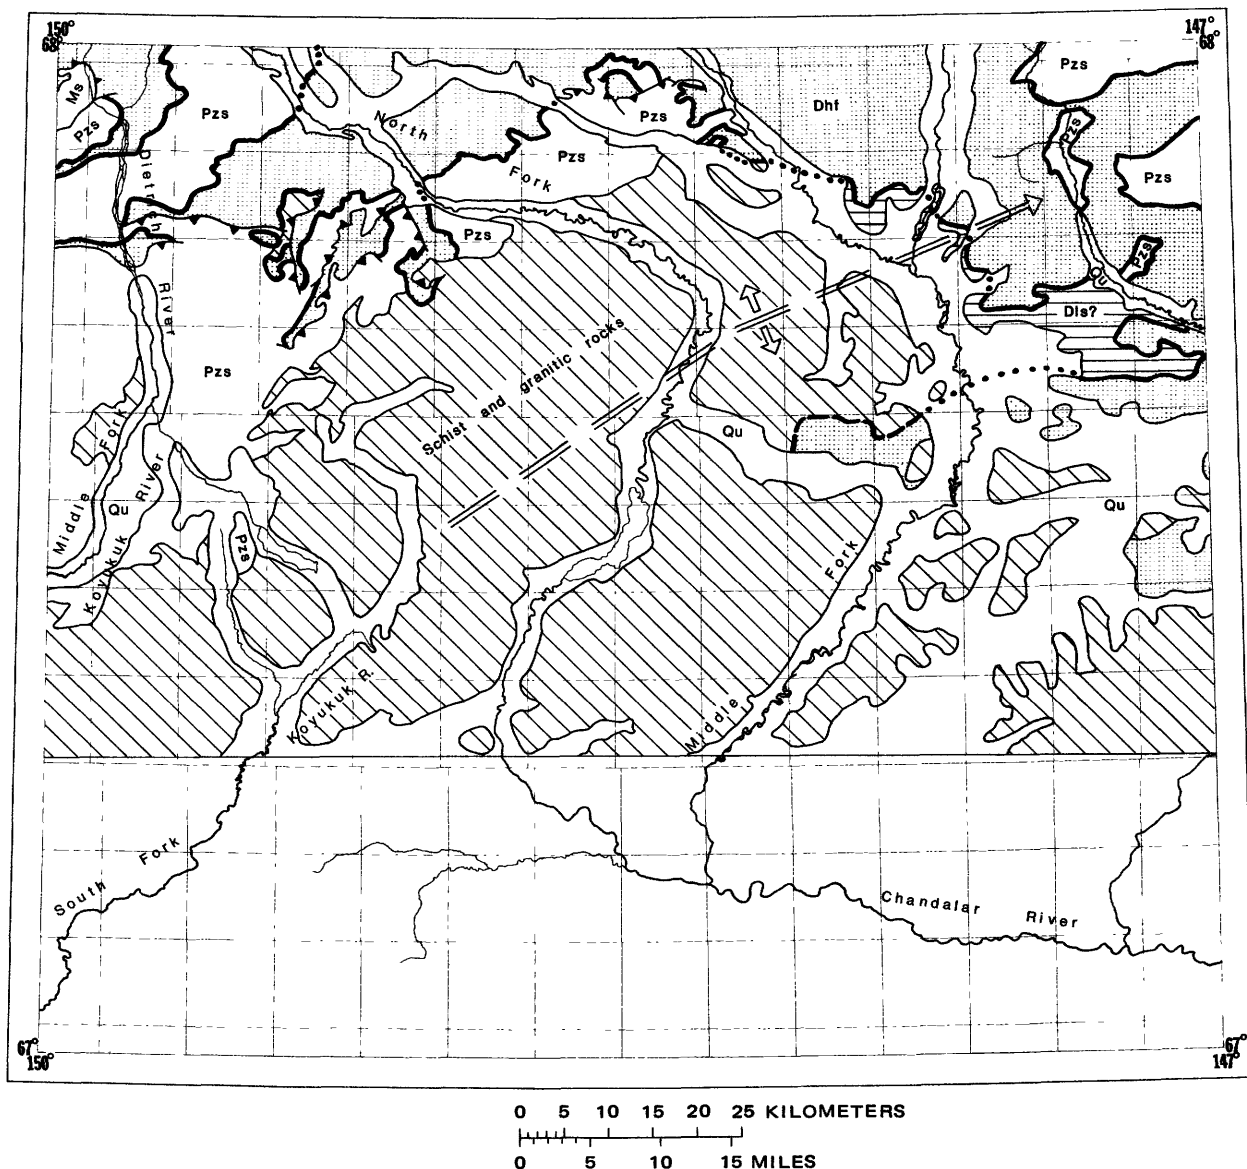 150°
68°
147°
68°
Ms
Pzs
Pzs
North
Pzs
Dhf
Pzs
Pzs
Pzs
Dietrich
River
Pzs
Fork
Pzs
Pzs
Qu
Dls?
Pzs
Schist and granitic rocks
Qu
Middle Fork
Koyukuk River
Qu
Pzs
Qu
Middle Fork
Koyukuk R.
South Fork
Chandalar River
67°
150°
67°
147°
0 5 10 15 20 25 KILOMETERS
0 5 10 15 MILES